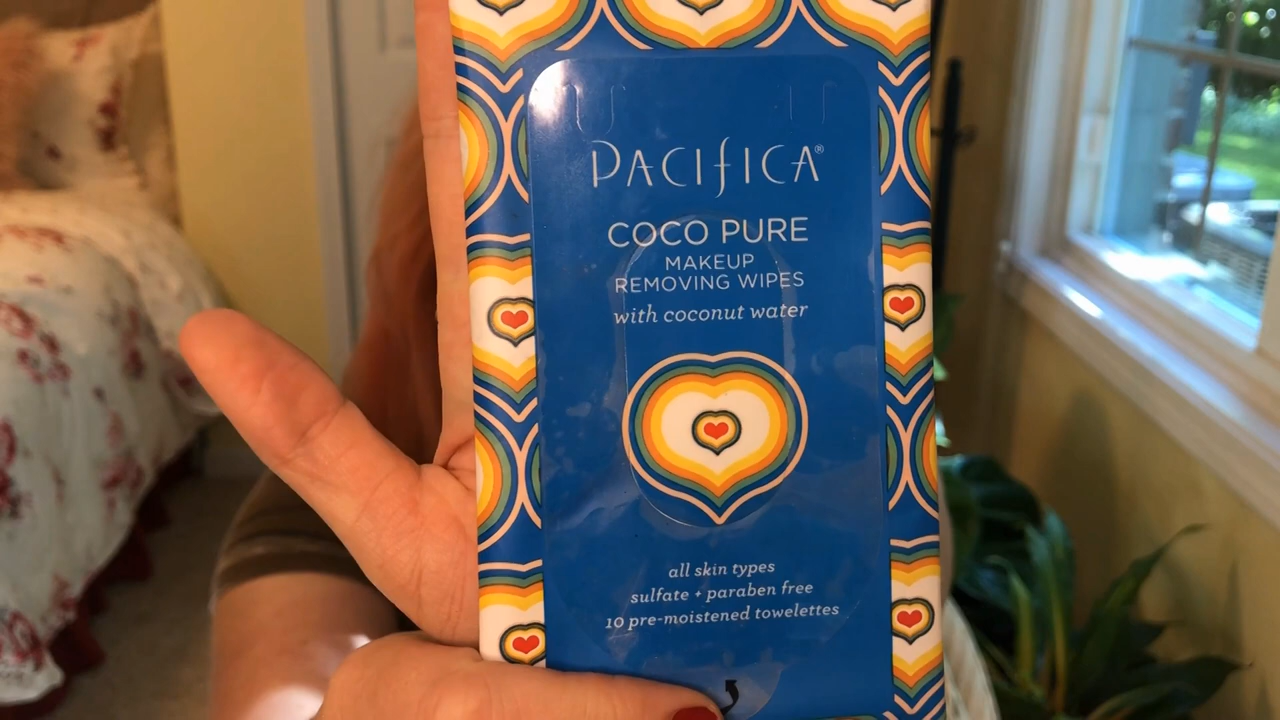 PACIFICA®
COCO PURE
MAKEUP
REMOVING WIPES
with coconut water
all skin types
sulfate + paraben free
10 pre-moistened towelettes